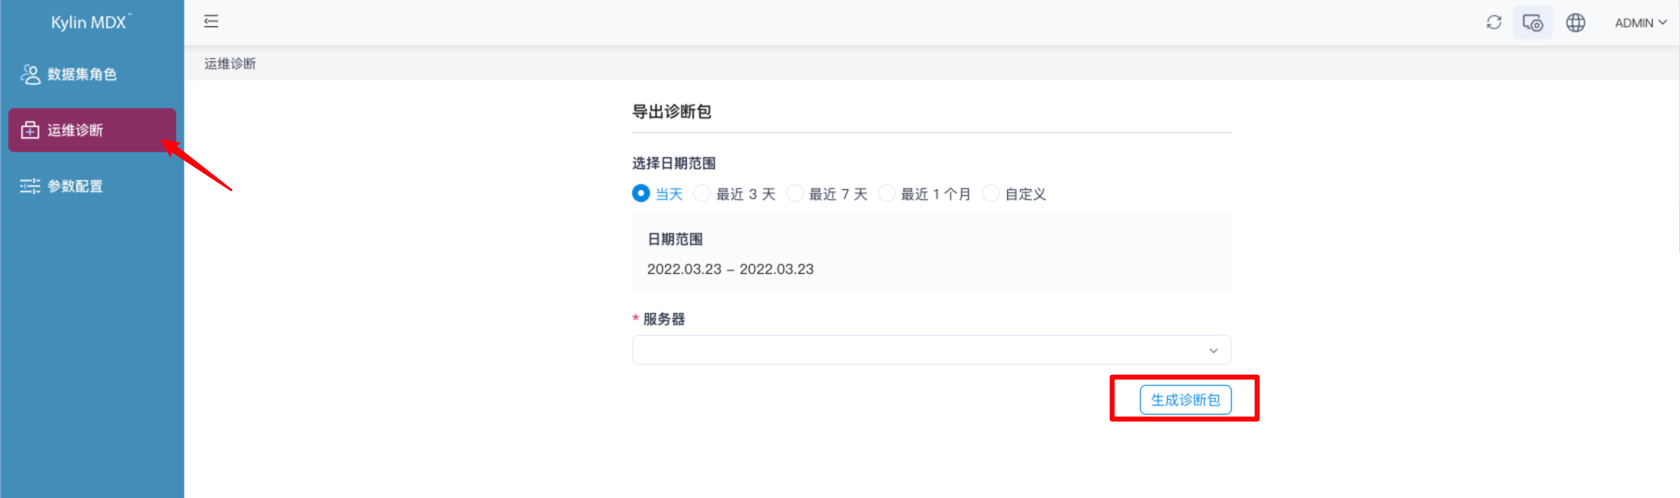 Kylin MDX™
ADMIN
数据集角色
运维诊断
参数配置
运维诊断
导出诊断包
选择日期范围
当天 最近 3 天 最近 7 天 最近 1 个月 自定义
日期范围
2022.03.23 – 2022.03.23
* 服务器
生成诊断包